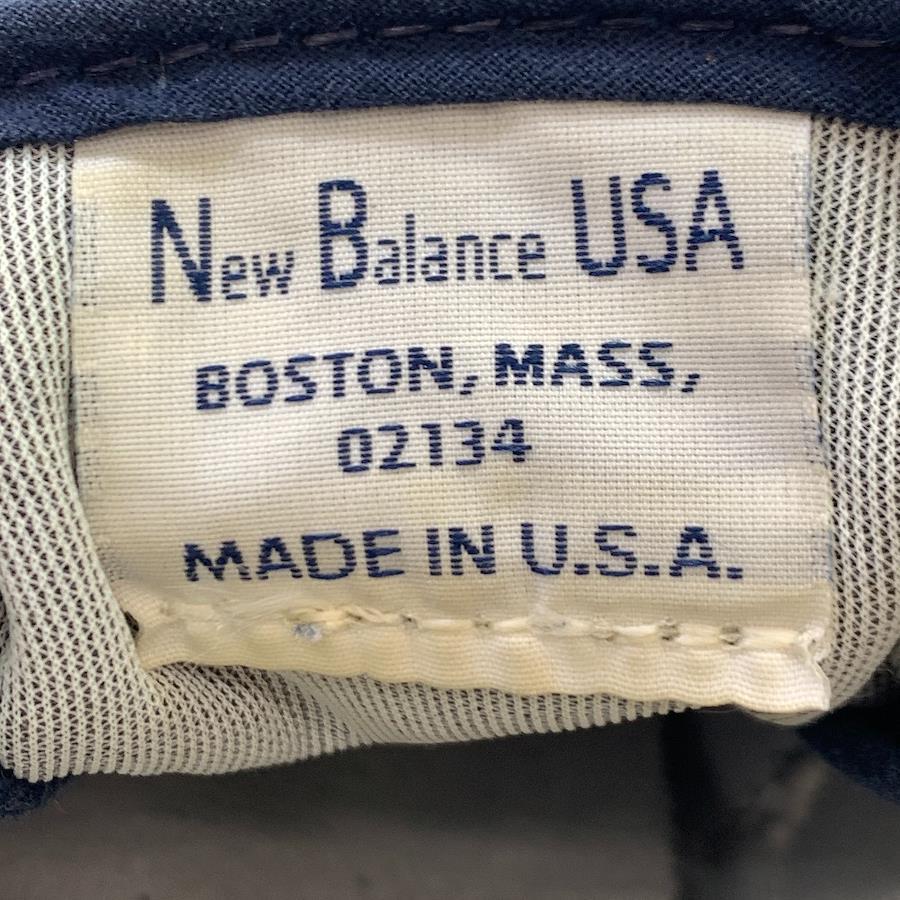 New Balance USA
BOSTON, MASS,
02134
MADE IN U.S.A.